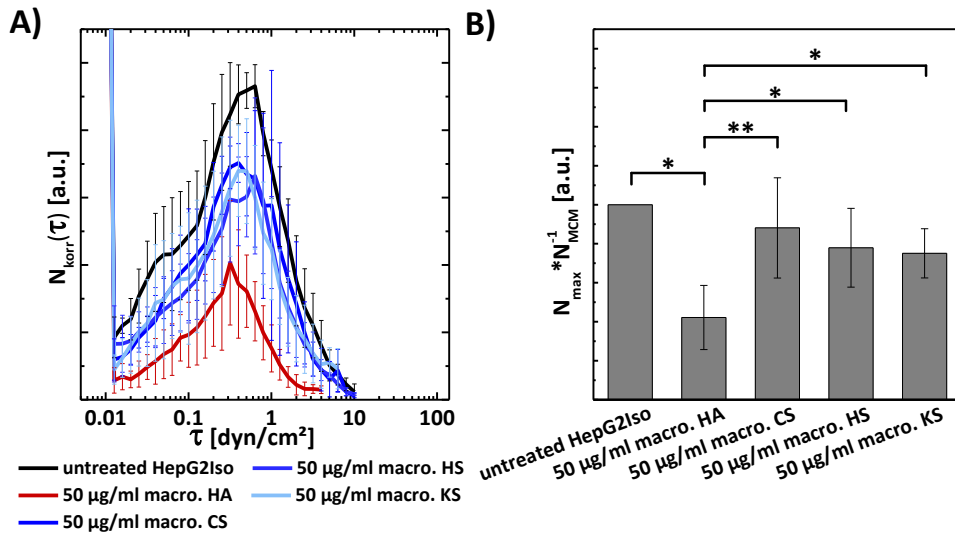 A)
N_korr(τ) [a.u.]
0.01 0.1 1 10 100
τ [dyn/cm²]
untreated HepG2Iso
50 µg/ml macro. HA
50 µg/ml macro. CS
50 µg/ml macro. HS
50 µg/ml macro. KS
B)
N_max *N⁻¹_MCM [a.u.]
*
**
*
*
untreated HepG2Iso
50 µg/ml macro. HA
50 µg/ml macro. CS
50 µg/ml macro. HS
50 µg/ml macro. KS